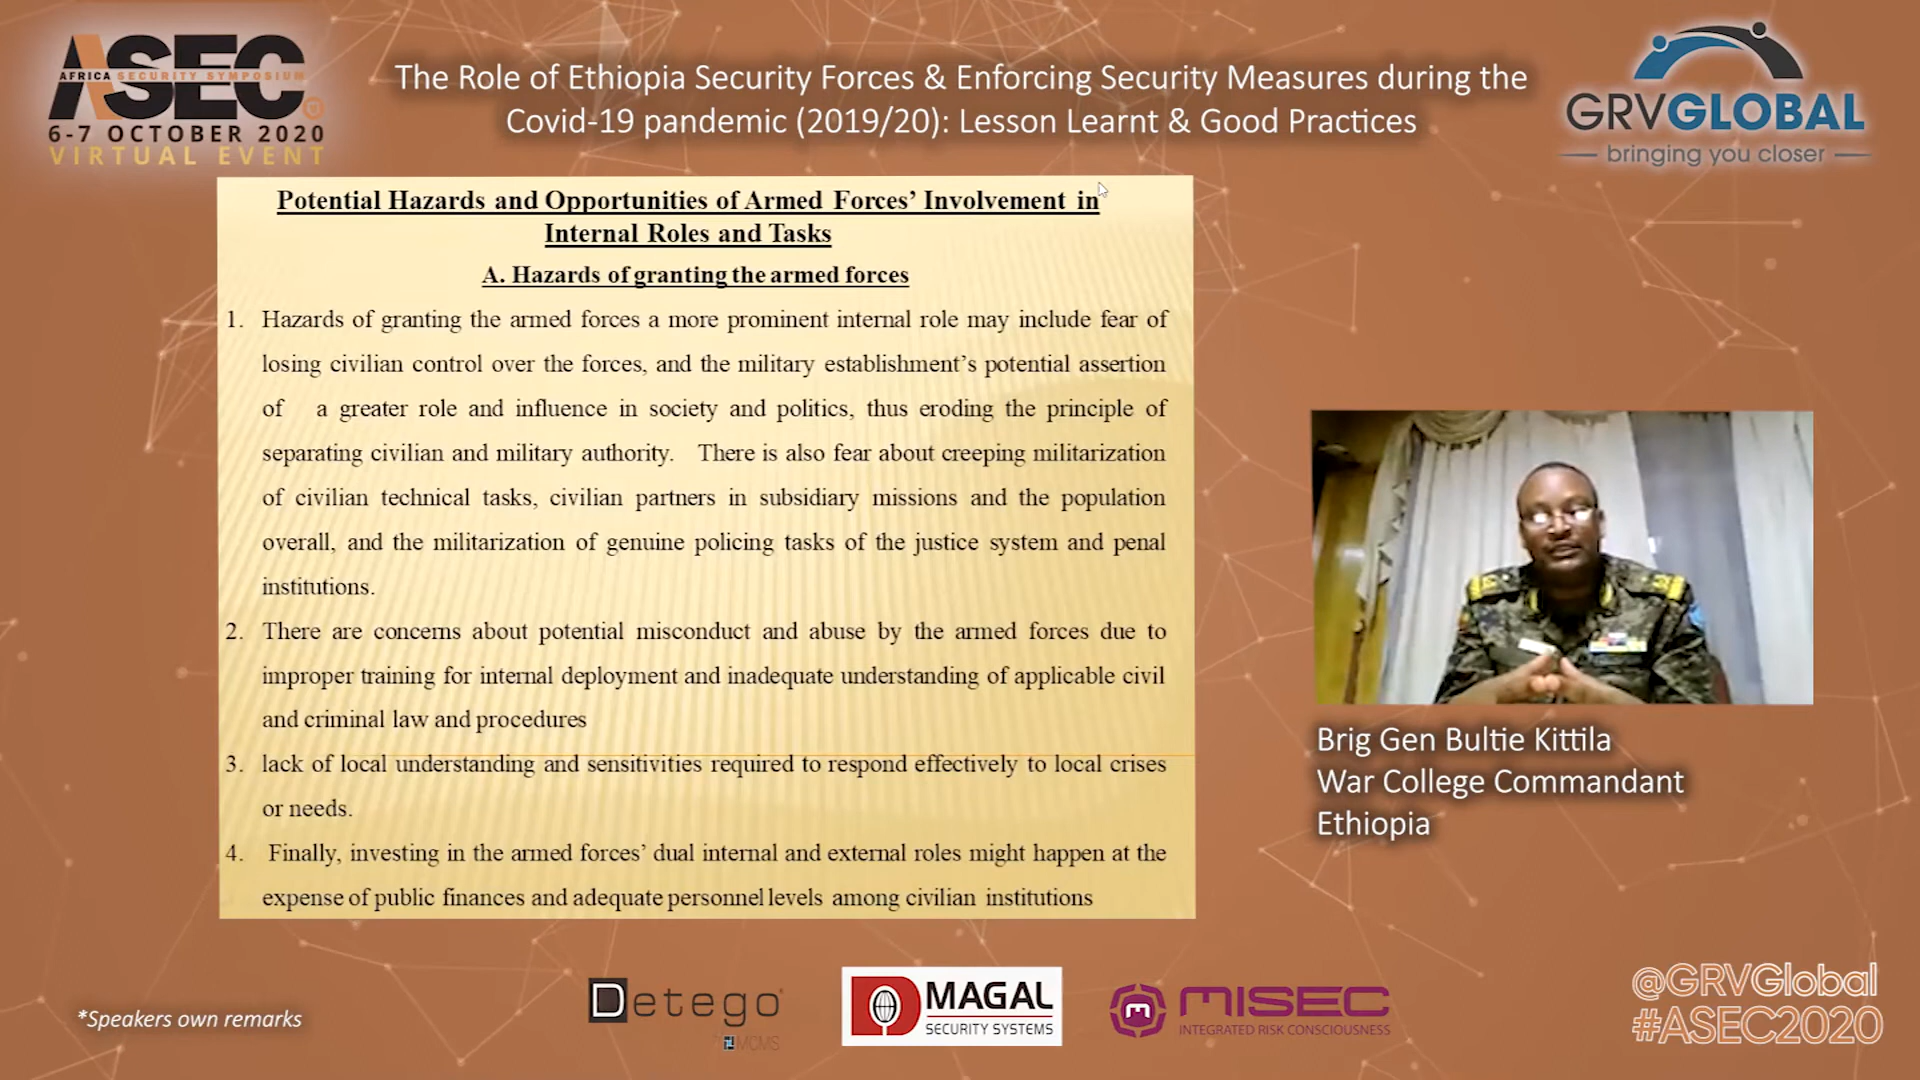 ASEC
AFRICA SECURITY SYMPOSIUM
6-7 OCTOBER 2020
VIRTUAL EVENT
The Role of Ethiopia Security Forces & Enforcing Security Measures during the
Covid-19 pandemic (2019/20): Lesson Learnt & Good Practices
GRVGLOBAL
bringing you closer
Potential Hazards and Opportunities of Armed Forces’ Involvement in
Internal Roles and Tasks
A. Hazards of granting the armed forces
1. Hazards of granting the armed forces a more prominent internal role may include fear of
losing civilian control over the forces, and the military establishment’s potential assertion
of a greater role and influence in society and politics, thus eroding the principle of
separating civilian and military authority. There is also fear about creeping militarization
of civilian technical tasks, civilian partners in subsidiary missions and the population
overall, and the militarization of genuine policing tasks of the justice system and penal
institutions.
2. There are concerns about potential misconduct and abuse by the armed forces due to
improper training for internal deployment and inadequate understanding of applicable civil
and criminal law and procedures
3. lack of local understanding and sensitivities required to respond effectively to local crises
or needs.
4. Finally, investing in the armed forces’ dual internal and external roles might happen at the
expense of public finances and adequate personnel levels among civilian institutions
Brig Gen Bultie Kittila
War College Commandant
Ethiopia
*Speakers own remarks
Detego
MCMS
MAGAL
SECURITY SYSTEMS
MISEC
INTEGRATED RISK CONSCIOUSNESS
@GRVGlobal
#ASEC2020